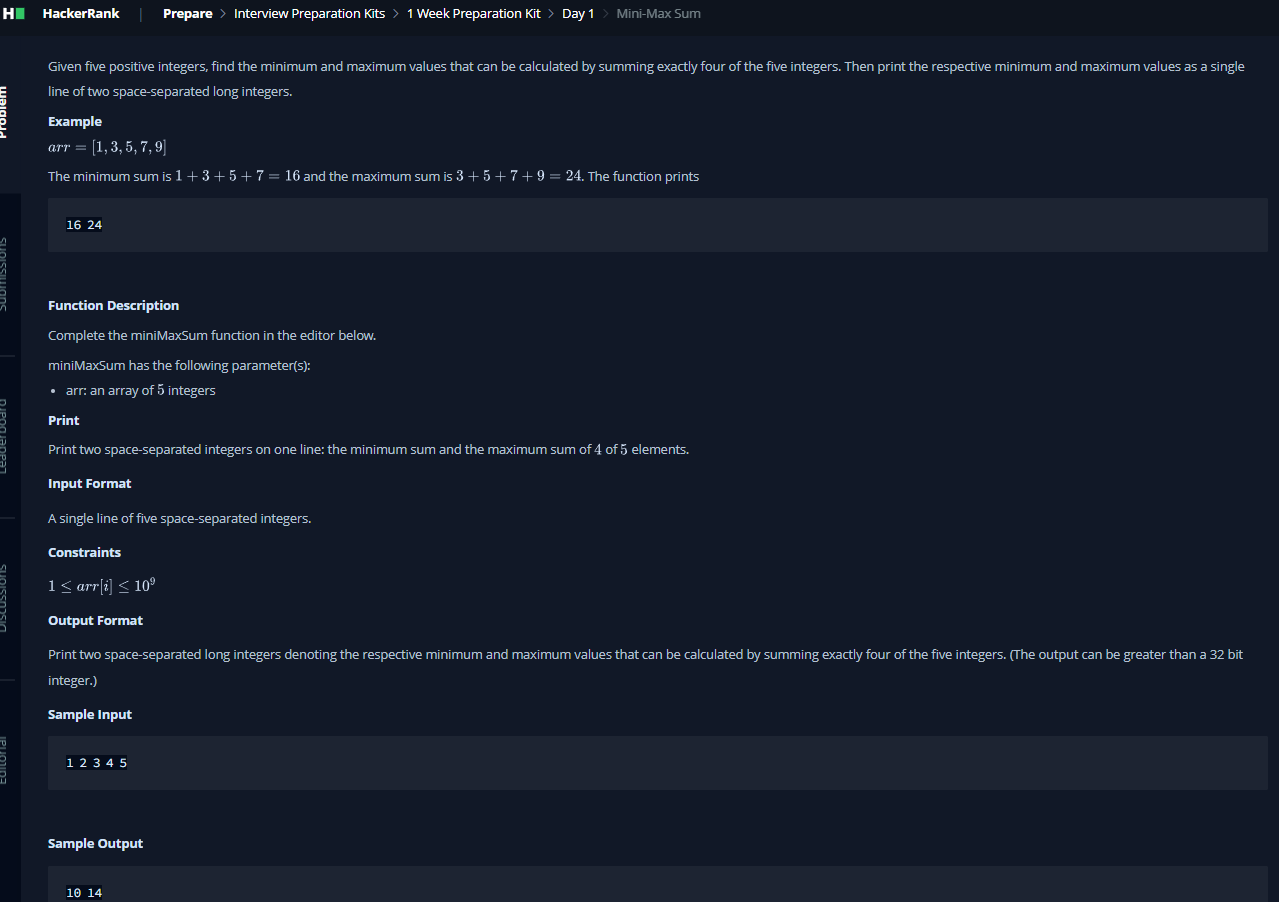 HackerRank | Prepare > Interview Preparation Kits > 1 Week Preparation Kit > Day 1 > Mini-Max Sum
Problem
Submissions
Leaderboard
Discussions
Editorial
Given five positive integers, find the minimum and maximum values that can be calculated by summing exactly four of the five integers. Then print the respective minimum and maximum values as a single
line of two space-separated long integers.
Example
arr = [1, 3, 5, 7, 9]
The minimum sum is 1 + 3 + 5 + 7 = 16 and the maximum sum is 3 + 5 + 7 + 9 = 24. The function prints
16 24
Function Description
Complete the miniMaxSum function in the editor below.
miniMaxSum has the following parameter(s):
• arr: an array of 5 integers
Print
Print two space-separated integers on one line: the minimum sum and the maximum sum of 4 of 5 elements.
Input Format
A single line of five space-separated integers.
Constraints
1 ≤ arr[i] ≤ 10⁹
Output Format
Print two space-separated long integers denoting the respective minimum and maximum values that can be calculated by summing exactly four of the five integers. (The output can be greater than a 32 bit
integer.)
Sample Input
1 2 3 4 5
Sample Output
10 14